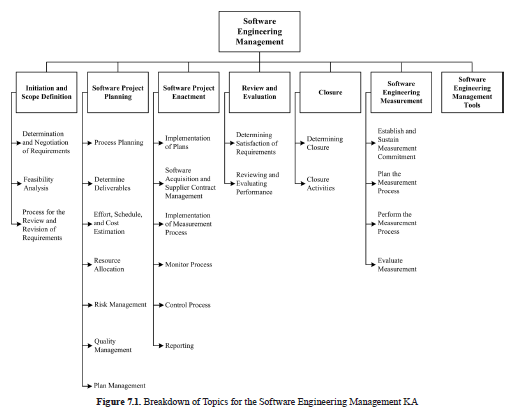 Software
Engineering
Management
Initiation and
Scope Definition
Software Project
Planning
Software Project
Enactment
Review and
Evaluation
Closure
Software
Engineering
Measurement
Software
Engineering
Management
Tools
Determination
and Negotiation
of Requirements
Feasibility
Analysis
Process for the
Review and
Revision of
Requirements
Process Planning
Determine
Deliverables
Effort, Schedule,
and Cost
Estimation
Resource
Allocation
Risk Management
Quality
Management
Plan Management
Implementation
of Plans
Software
Acquisition and
Supplier Contract
Management
Implementation
of Measurement
Process
Monitor Process
Control Process
Reporting
Determining
Satisfaction of
Requirements
Reviewing and
Evaluating
Performance
Determining
Closure
Closure
Activities
Establish and
Sustain
Measurement
Commitment
Plan the
Measurement
Process
Perform the
Measurement
Process
Evaluate
Measurement
Figure 7.1. Breakdown of Topics for the Software Engineering Management KA